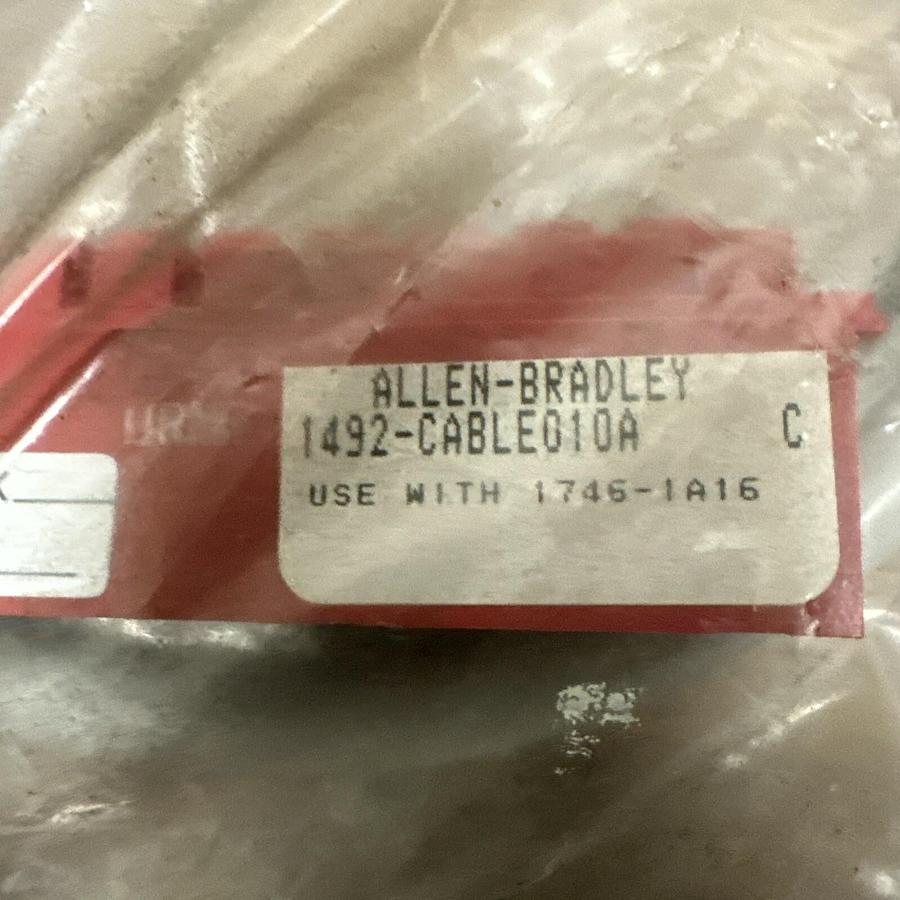 ALLEN-BRADLEY
1492-CABLE010A C
USE WITH 1746-IA16